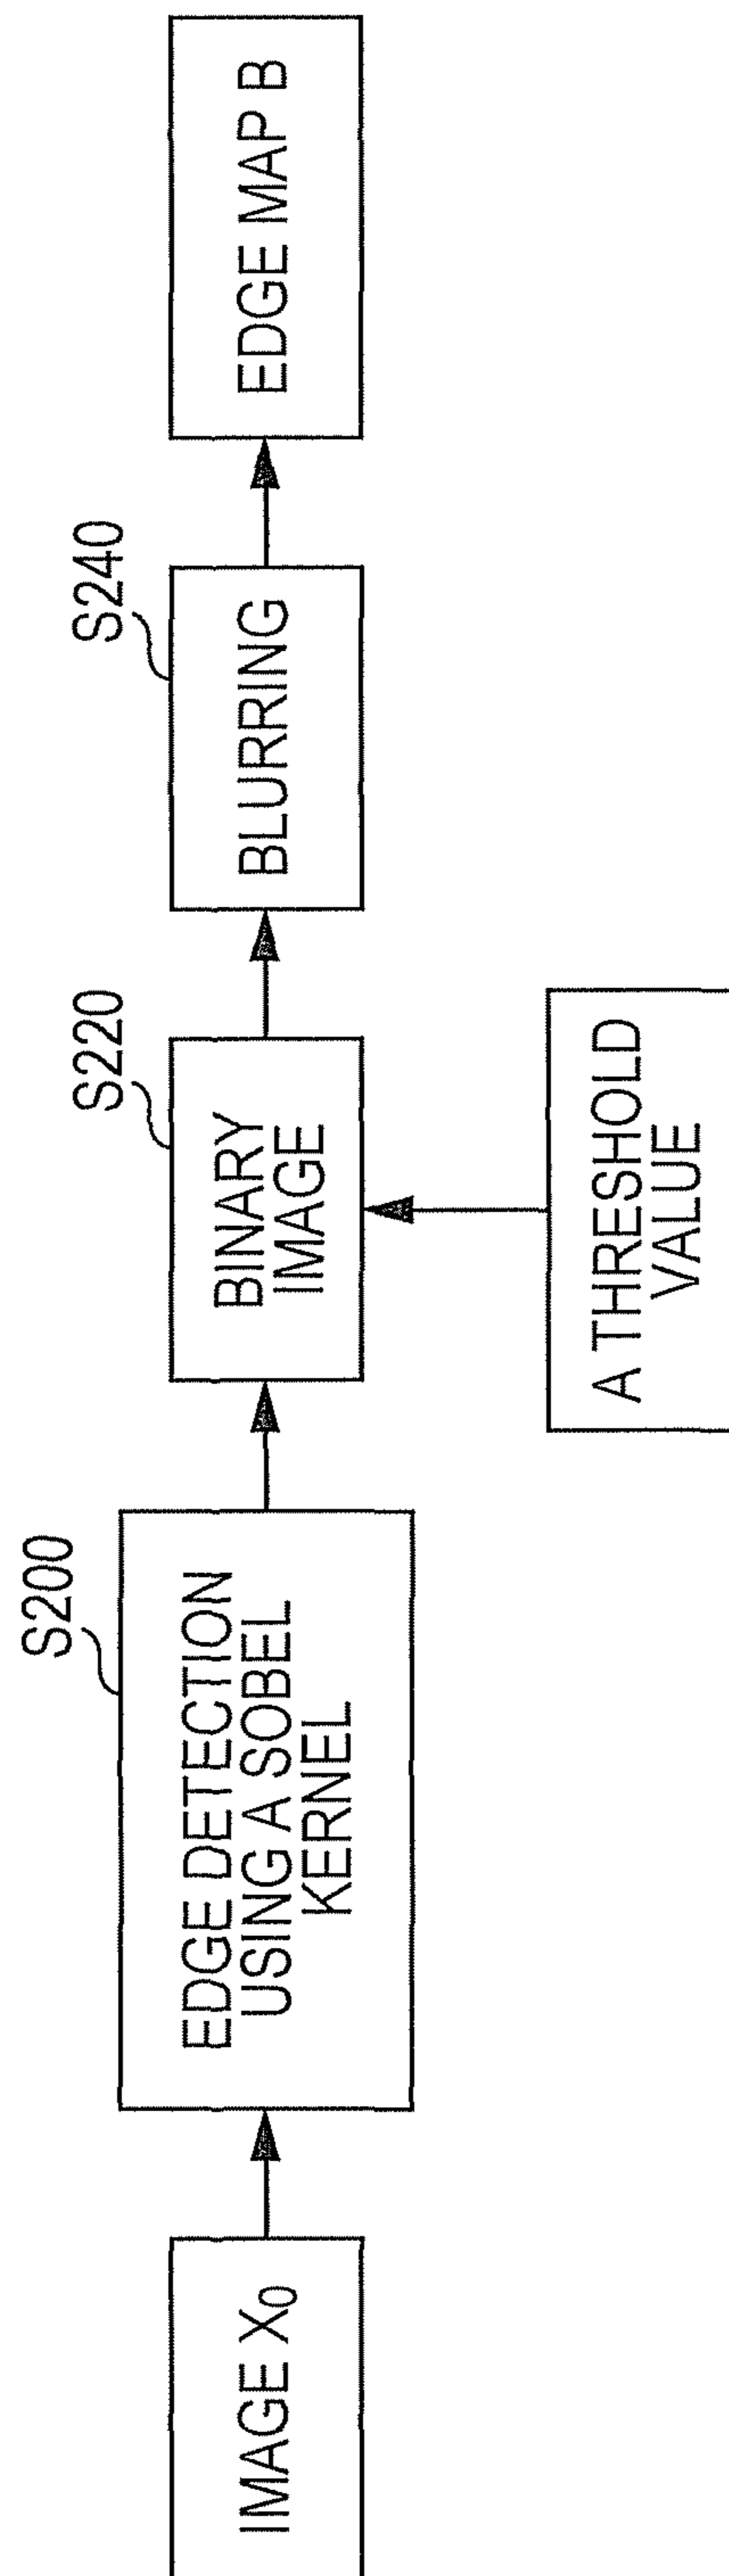 IMAGE X₀
S200
EDGE DETECTION
USING A SOBEL
KERNEL
S220
BINARY
IMAGE
A THRESHOLD
VALUE
S240
BLURRING
EDGE MAP B